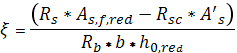 ξ = (R_s * A_{s,f,red} − R_{sc} * A'_s) / (R_b * b * h_{0,red})